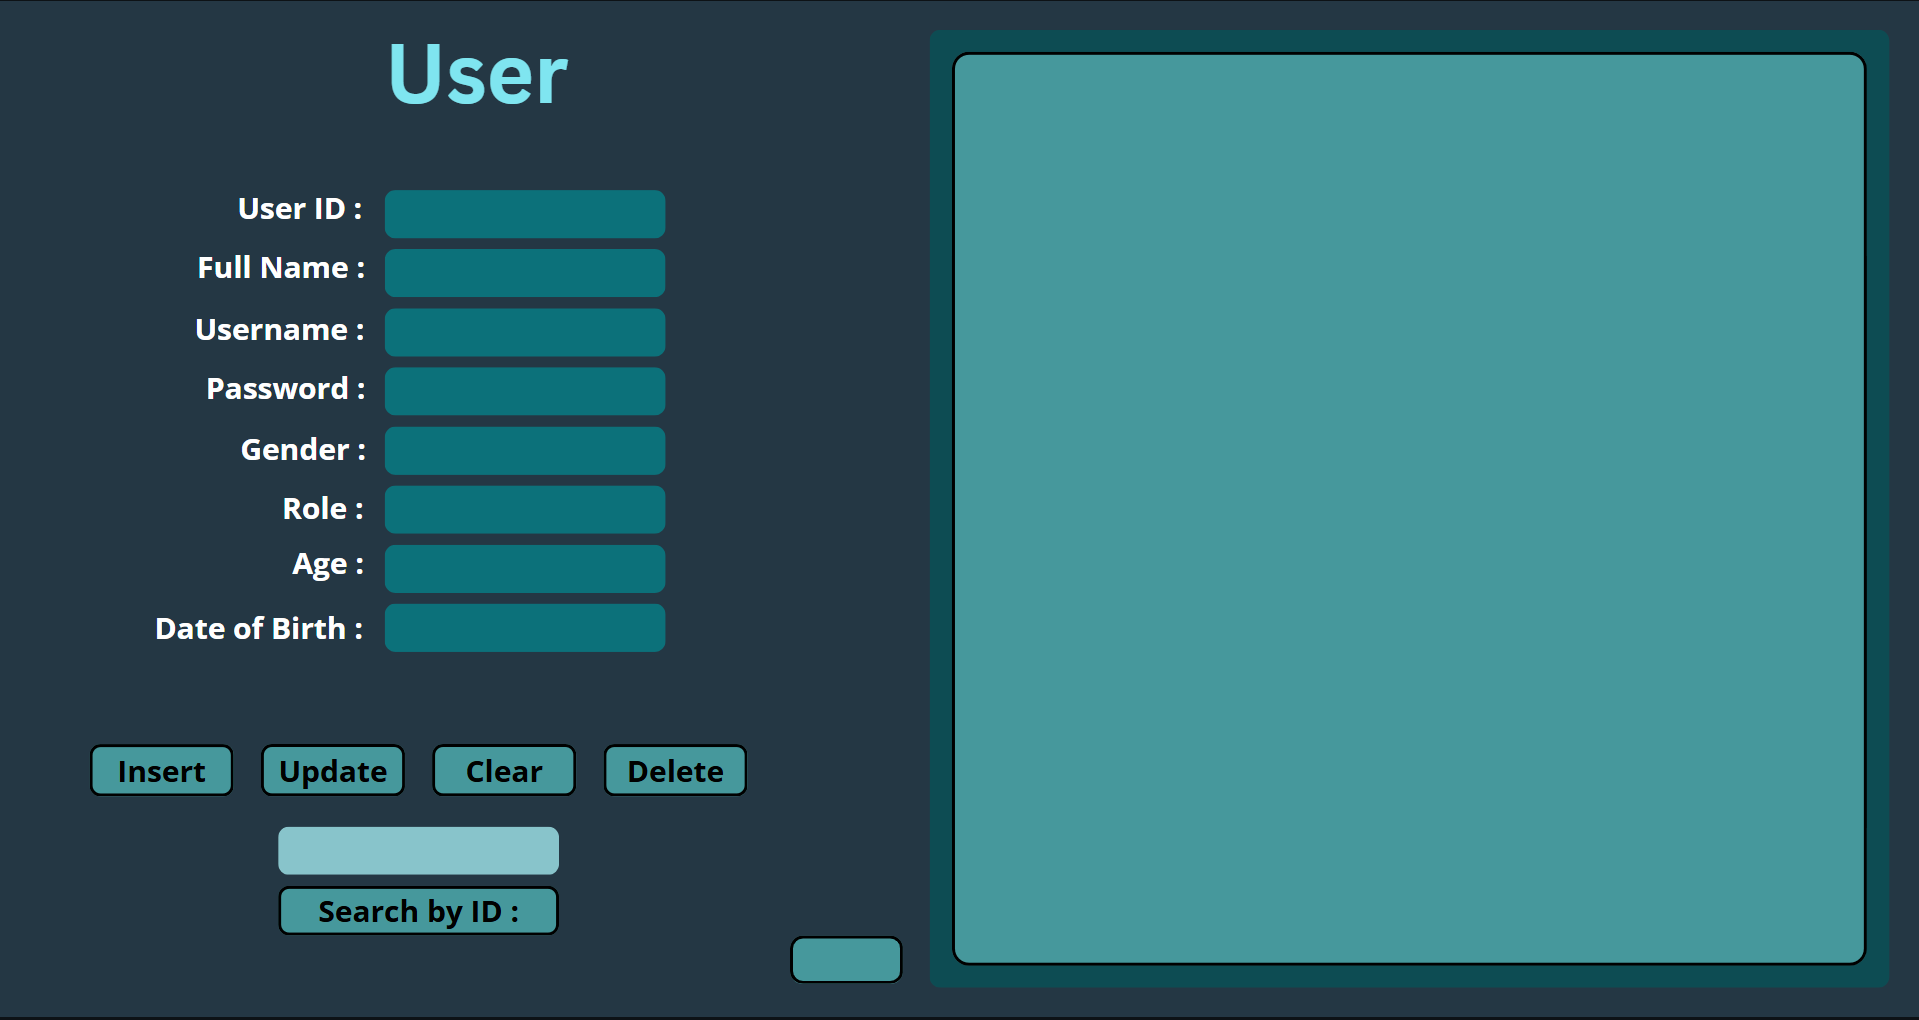 User
User ID :
Full Name :
Username :
Password :
Gender :
Role :
Age :
Date of Birth :
Insert
Update
Clear
Delete
Search by ID :